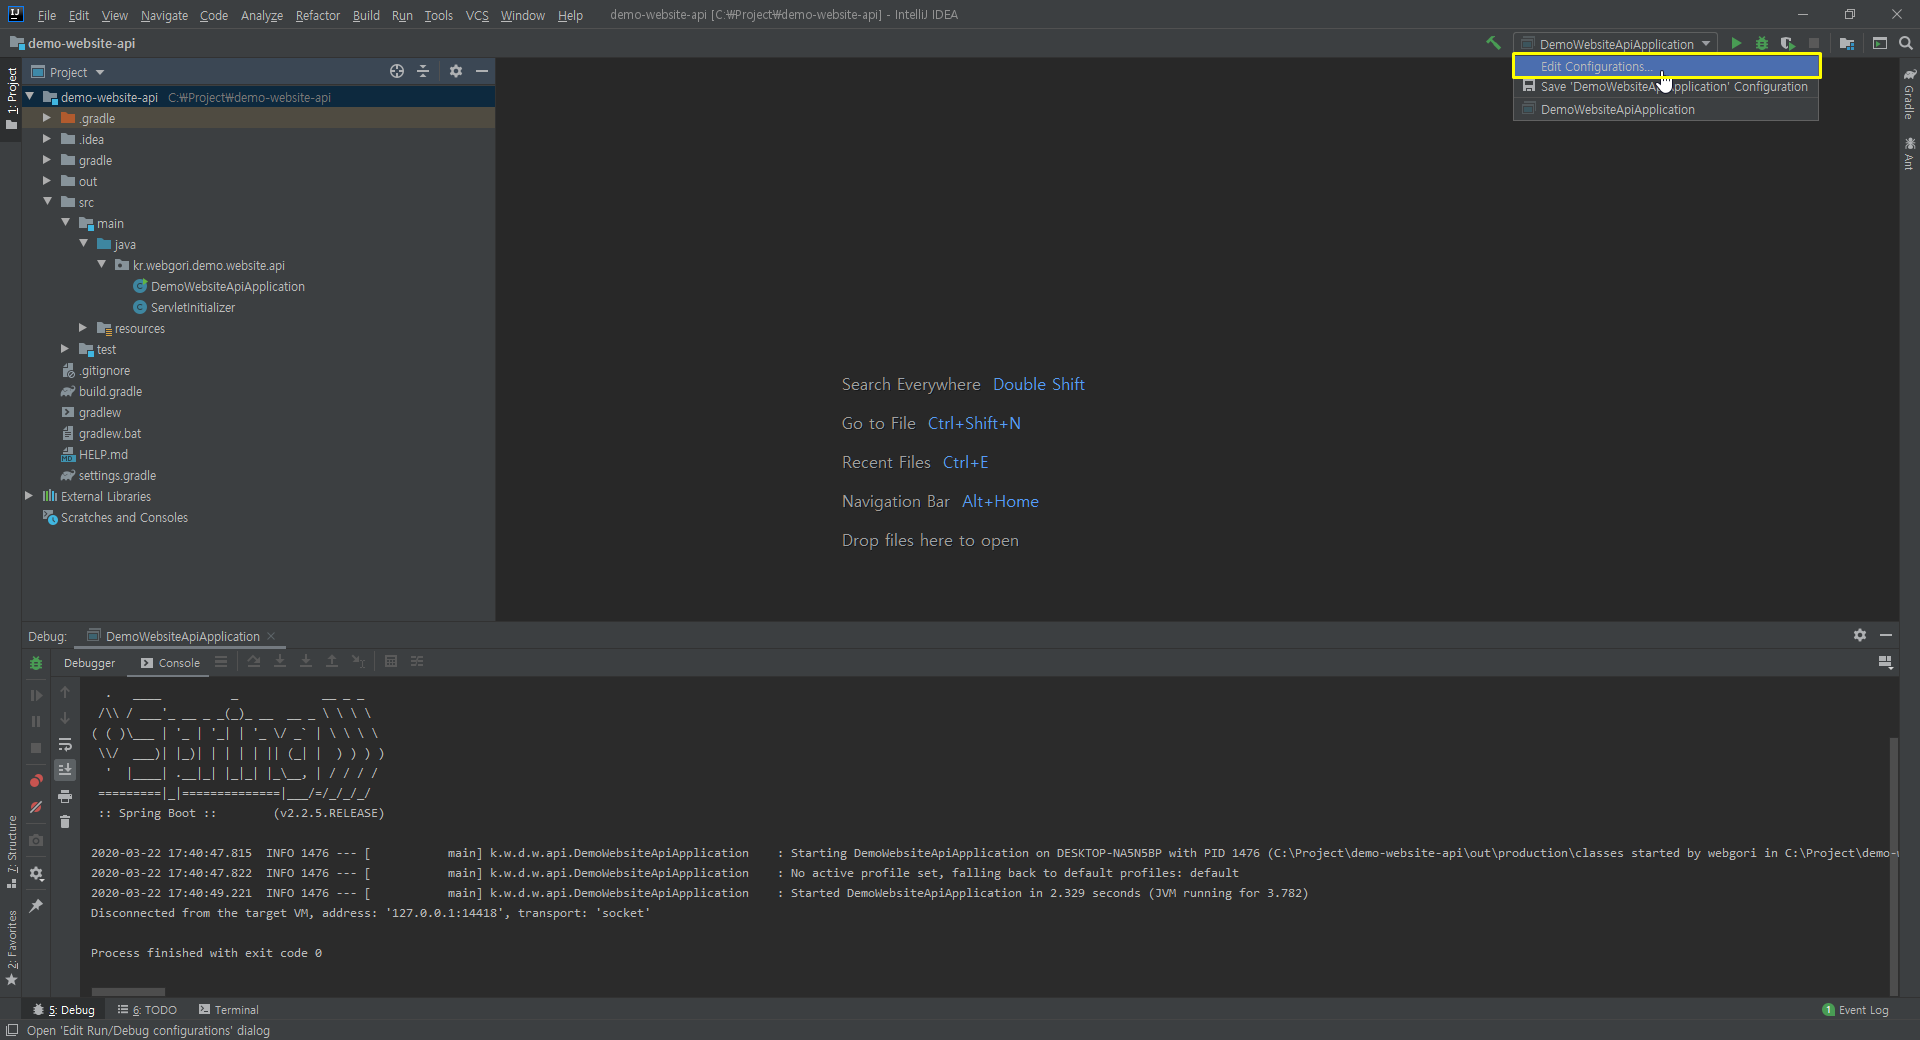 File Edit View Navigate Code Analyze Refactor Build Run Tools VCS Window Help demo-website-api [C:₩Project₩demo-website-api] - IntelliJ IDEA
demo-website-api
DemoWebsiteApiApplication
Edit Configurations...
Save 'DemoWebsiteApiApplication' Configuration
DemoWebsiteApiApplication
1: Project
Project
demo-website-api C:₩Project₩demo-website-api
.gradle
.idea
gradle
out
src
main
java
kr.webgori.demo.website.api
DemoWebsiteApiApplication
ServletInitializer
resources
test
.gitignore
build.gradle
gradlew
gradlew.bat
HELP.md
settings.gradle
External Libraries
Scratches and Consoles
Search Everywhere Double Shift
Go to File Ctrl+Shift+N
Recent Files Ctrl+E
Navigation Bar Alt+Home
Drop files here to open
Gradle
Ant
Debug: DemoWebsiteApiApplication
Debugger Console
  .   ____          _            __ _ _
 /\\ / ___'_ __ _ _(_)_ __  __ _ \ \ \ \
( ( )\___ | '_ | '_| | '_ \/ _` | \ \ \ \
 \\/  ___)| |_)| | | | | || (_| |  ) ) ) )
  '  |____| .__|_| |_|_| |_\__, | / / / /
 =========|_|==============|___/=/_/_/_/
 :: Spring Boot ::        (v2.2.5.RELEASE)
2020-03-22 17:40:47.815  INFO 1476 --- [           main] k.w.d.w.api.DemoWebsiteApiApplication    : Starting DemoWebsiteApiApplication on DESKTOP-NA5N5BP with PID 1476 (C:\Project\demo-website-api\out\production\classes started by webgori in C:\Project\demo-w
2020-03-22 17:40:47.822  INFO 1476 --- [           main] k.w.d.w.api.DemoWebsiteApiApplication    : No active profile set, falling back to default profiles: default
2020-03-22 17:40:49.221  INFO 1476 --- [           main] k.w.d.w.api.DemoWebsiteApiApplication    : Started DemoWebsiteApiApplication in 2.329 seconds (JVM running for 3.782)
Disconnected from the target VM, address: '127.0.0.1:14418', transport: 'socket'
Process finished with exit code 0
7: Structure
2: Favorites
5: Debug 6: TODO Terminal 1 Event Log
Open 'Edit Run/Debug configurations' dialog